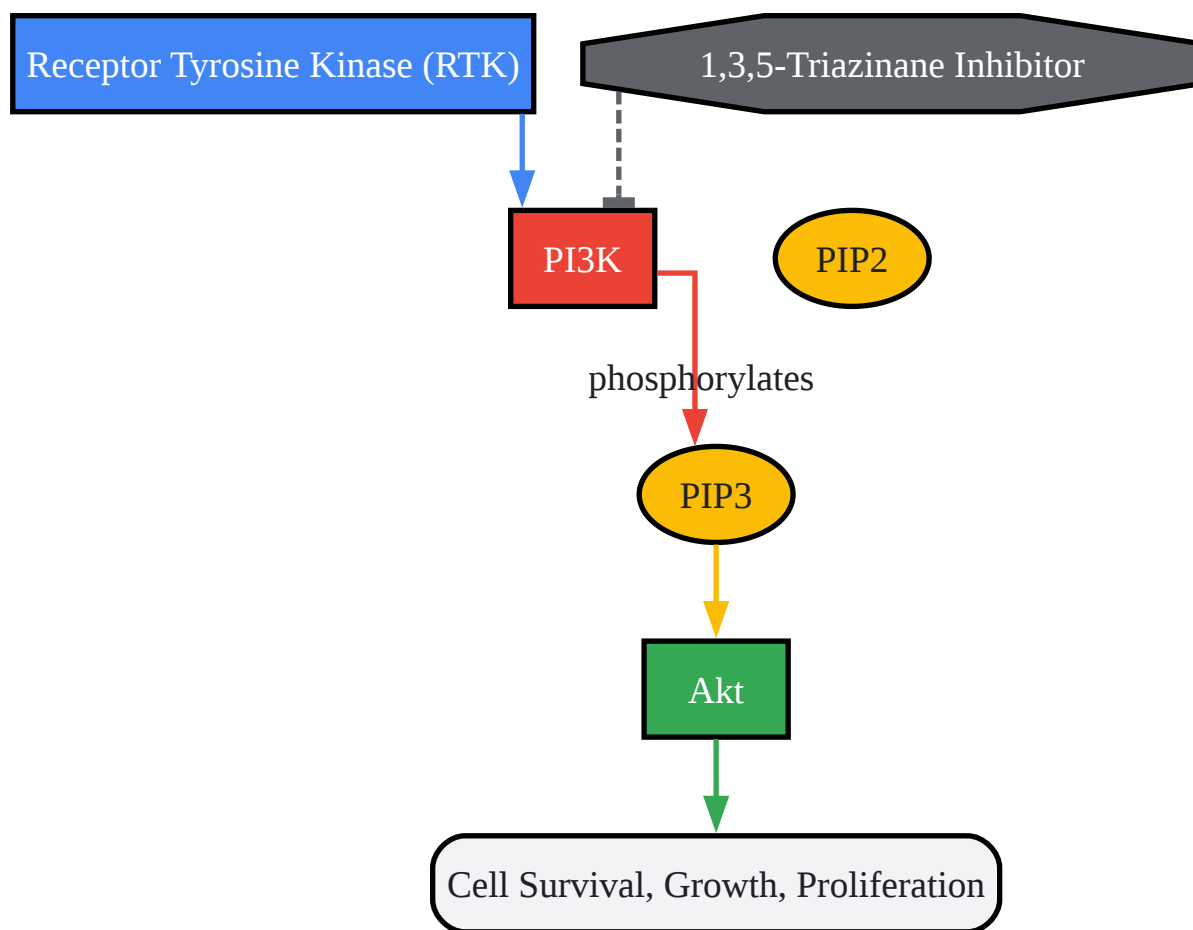 Receptor Tyrosine Kinase (RTK)
1,3,5-Triazinane Inhibitor
PI3K
PIP2
phosphorylates
PIP3
Akt
Cell Survival, Growth, Proliferation